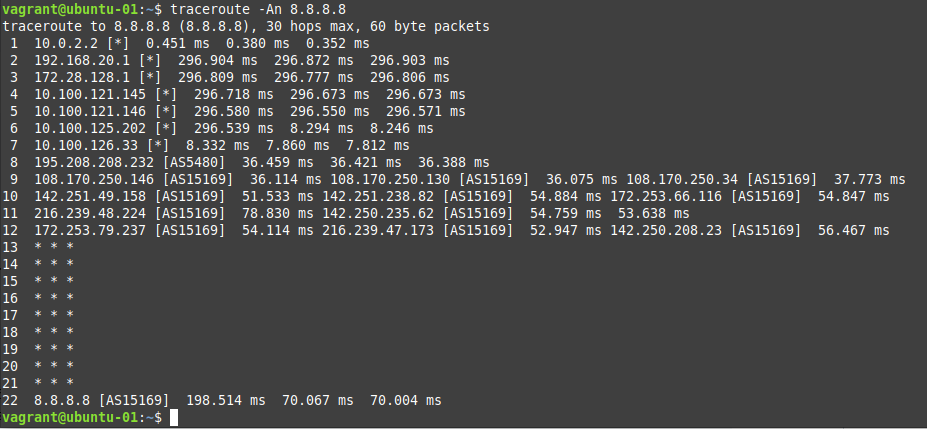 vagrant@ubuntu-01:~$ traceroute -An 8.8.8.8
traceroute to 8.8.8.8 (8.8.8.8), 30 hops max, 60 byte packets
1 10.0.2.2 [*] 0.451 ms 0.380 ms 0.352 ms
2 192.168.20.1 [*] 296.904 ms 296.872 ms 296.903 ms
3 172.28.128.1 [*] 296.809 ms 296.777 ms 296.806 ms
4 10.100.121.145 [*] 296.718 ms 296.673 ms 296.673 ms
5 10.100.121.146 [*] 296.580 ms 296.550 ms 296.571 ms
6 10.100.125.202 [*] 296.539 ms 8.294 ms 8.246 ms
7 10.100.126.33 [*] 8.332 ms 7.860 ms 7.812 ms
8 195.208.208.232 [AS5480] 36.459 ms 36.421 ms 36.388 ms
9 108.170.250.146 [AS15169] 36.114 ms 108.170.250.130 [AS15169] 36.075 ms 108.170.250.34 [AS15169] 37.773 ms
10 142.251.49.158 [AS15169] 51.533 ms 142.251.238.82 [AS15169] 54.884 ms 172.253.66.116 [AS15169] 54.847 ms
11 216.239.48.224 [AS15169] 78.830 ms 142.250.235.62 [AS15169] 54.759 ms 53.638 ms
12 172.253.79.237 [AS15169] 54.114 ms 216.239.47.173 [AS15169] 52.947 ms 142.250.208.23 [AS15169] 56.467 ms
13 * * *
14 * * *
15 * * *
16 * * *
17 * * *
18 * * *
19 * * *
20 * * *
21 * * *
22 8.8.8.8 [AS15169] 198.514 ms 70.067 ms 70.004 ms
vagrant@ubuntu-01:~$